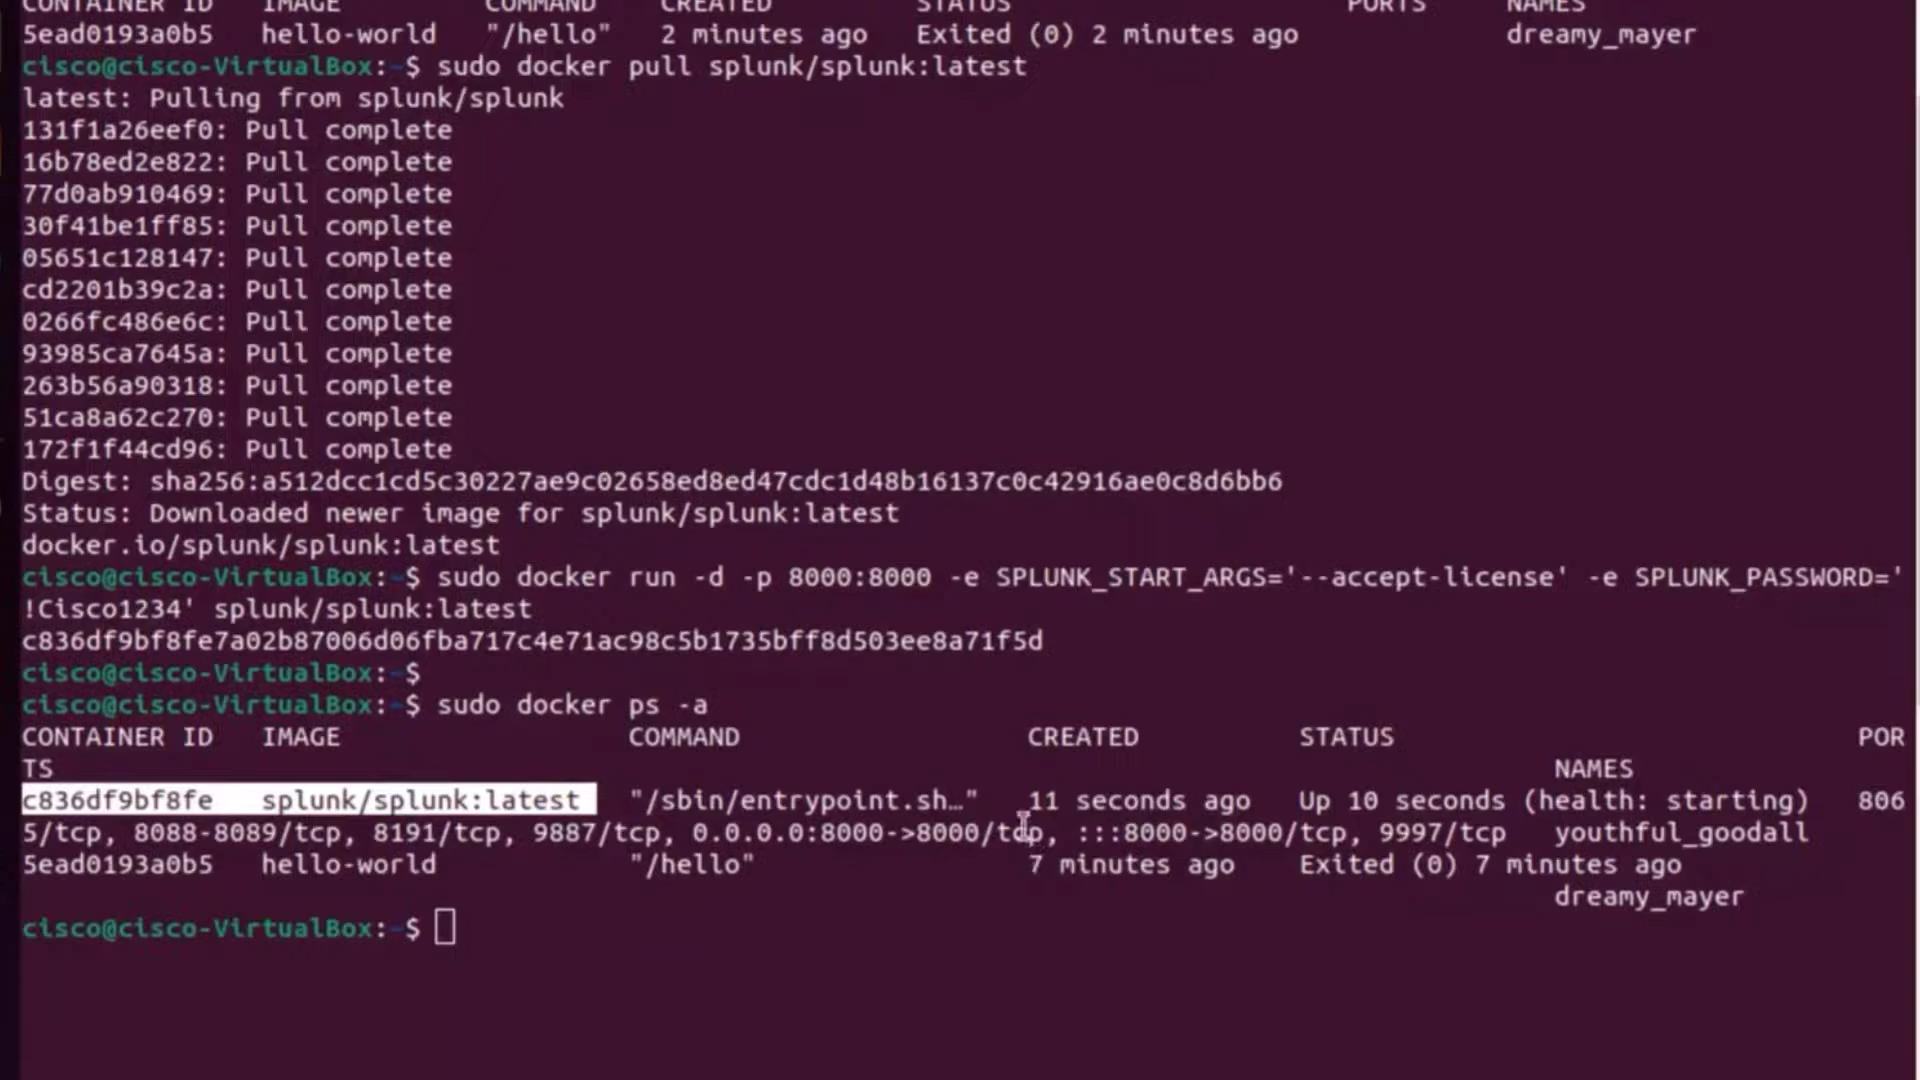 CONTAINER ID   IMAGE         COMMAND    CREATED         STATUS                     PORTS     NAMES
5ead0193a0b5   hello-world   "/hello"   2 minutes ago   Exited (0) 2 minutes ago             dreamy_mayer
cisco@cisco-VirtualBox:~$ sudo docker pull splunk/splunk:latest
latest: Pulling from splunk/splunk
131f1a26eef0: Pull complete
16b78ed2e822: Pull complete
77d0ab910469: Pull complete
30f41be1ff85: Pull complete
05651c128147: Pull complete
cd2201b39c2a: Pull complete
0266fc486e6c: Pull complete
93985ca7645a: Pull complete
263b56a90318: Pull complete
51ca8a62c270: Pull complete
172f1f44cd96: Pull complete
Digest: sha256:a512dcc1cd5c30227ae9c02658ed8ed47cdc1d48b16137c0c42916ae0c8d6bb6
Status: Downloaded newer image for splunk/splunk:latest
docker.io/splunk/splunk:latest
cisco@cisco-VirtualBox:~$ sudo docker run -d -p 8000:8000 -e SPLUNK_START_ARGS='--accept-license' -e SPLUNK_PASSWORD='
!Cisco1234' splunk/splunk:latest
c836df9bf8fe7a02b87006d06fba717c4e71ac98c5b1735bff8d503ee8a71f5d
cisco@cisco-VirtualBox:~$
cisco@cisco-VirtualBox:~$ sudo docker ps -a
CONTAINER ID   IMAGE                  COMMAND                  CREATED          STATUS                             POR
TS                                                                                              NAMES
c836df9bf8fe   splunk/splunk:latest   "/sbin/entrypoint.sh…"   11 seconds ago   Up 10 seconds (health: starting)   806
5/tcp, 8088-8089/tcp, 8191/tcp, 9887/tcp, 0.0.0.0:8000->8000/tcp, :::8000->8000/tcp, 9997/tcp   youthful_goodall
5ead0193a0b5   hello-world            "/hello"                 7 minutes ago    Exited (0) 7 minutes ago
dreamy_mayer
cisco@cisco-VirtualBox:~$